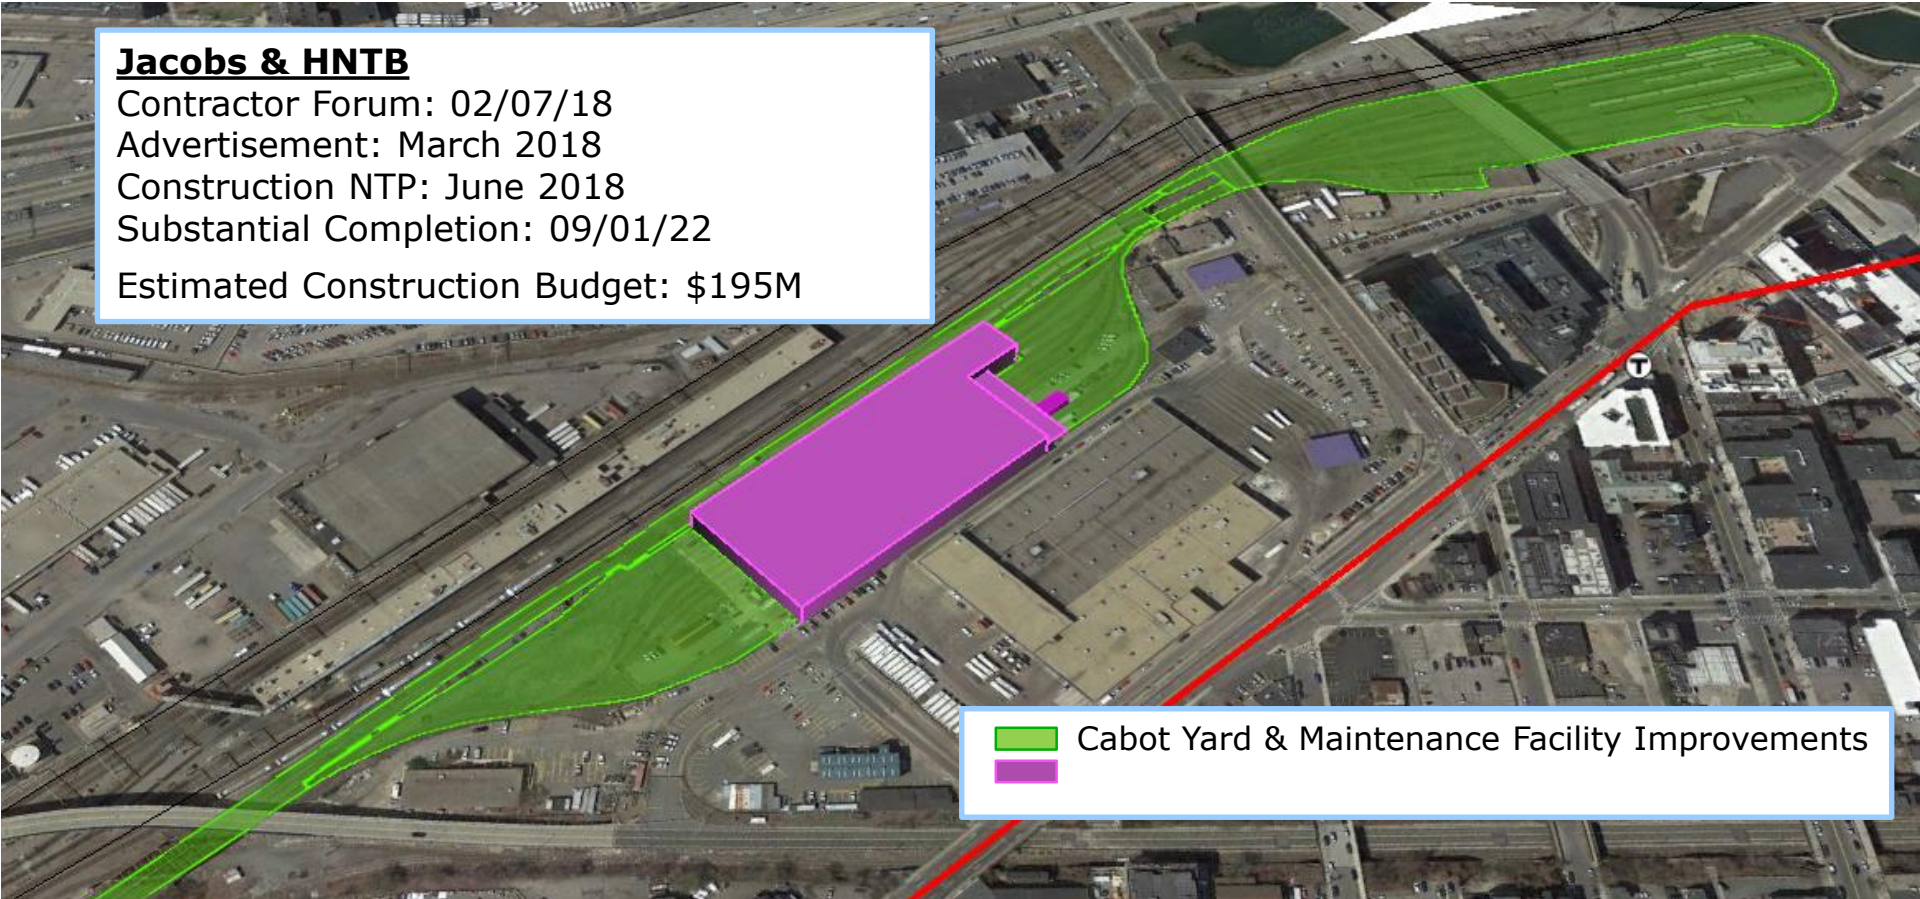 Jacobs & HNTB
Contractor Forum: 02/07/18
Advertisement: March 2018
Construction NTP: June 2018
Substantial Completion: 09/01/22
Estimated Construction Budget: $195M
T
Cabot Yard & Maintenance Facility Improvements